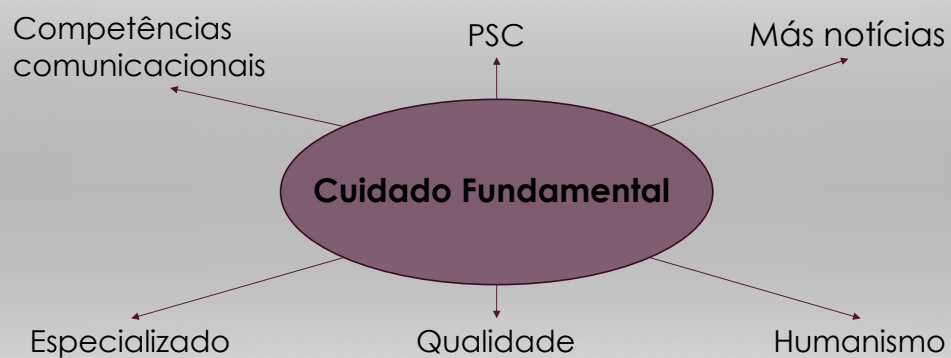 Competências
comunicacionais
PSC
Más notícias
Cuidado Fundamental
Especializado
Qualidade
Humanismo